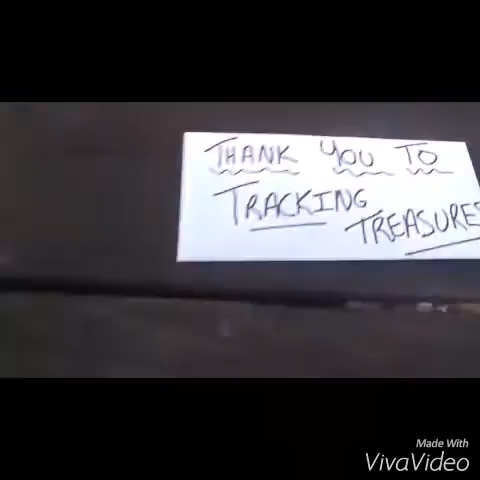 THANK YOU TO
TRACKING
TREASURES
Made With
VivaVideo